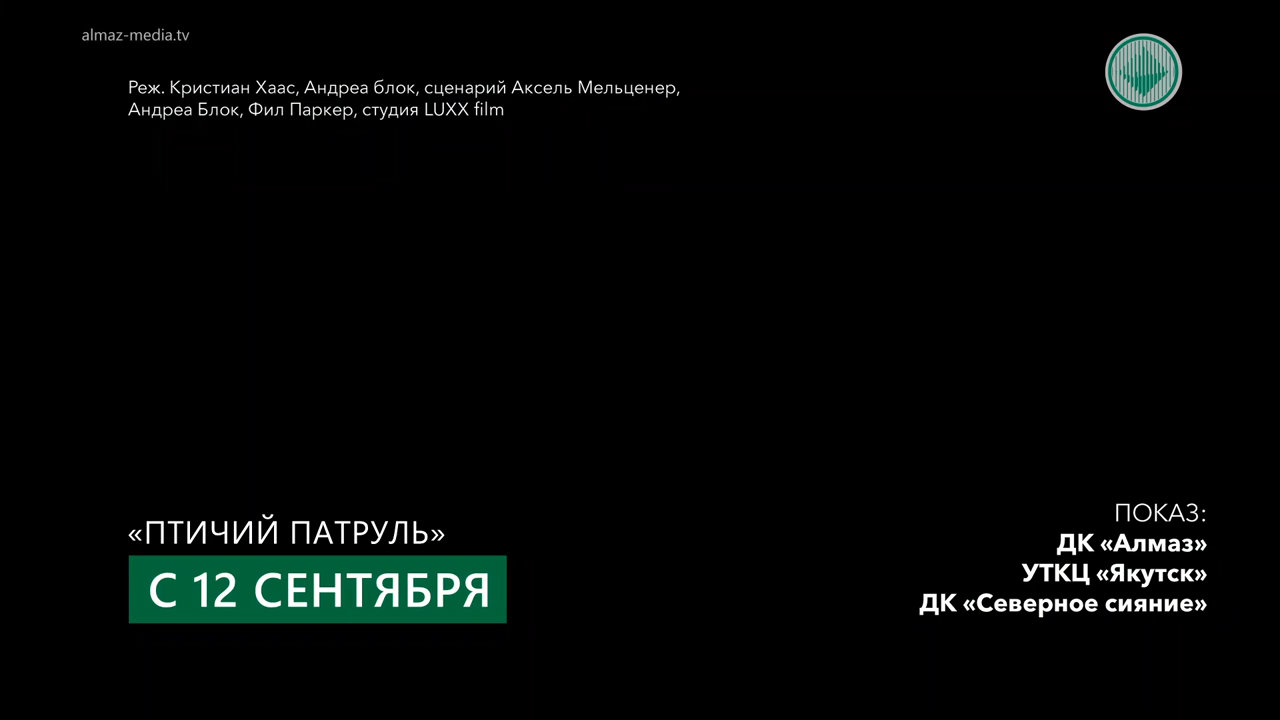 almaz-media.tv
Реж. Кристиан Хаас, Андреа блок, сценарий Аксель Мельценер,
Андреа Блок, Фил Паркер, студия LUXX film
«ПТИЧИЙ ПАТРУЛЬ»
С 12 СЕНТЯБРЯ
ПОКАЗ:
ДК «Алмаз»
УТКЦ «Якутск»
ДК «Северное сияние»